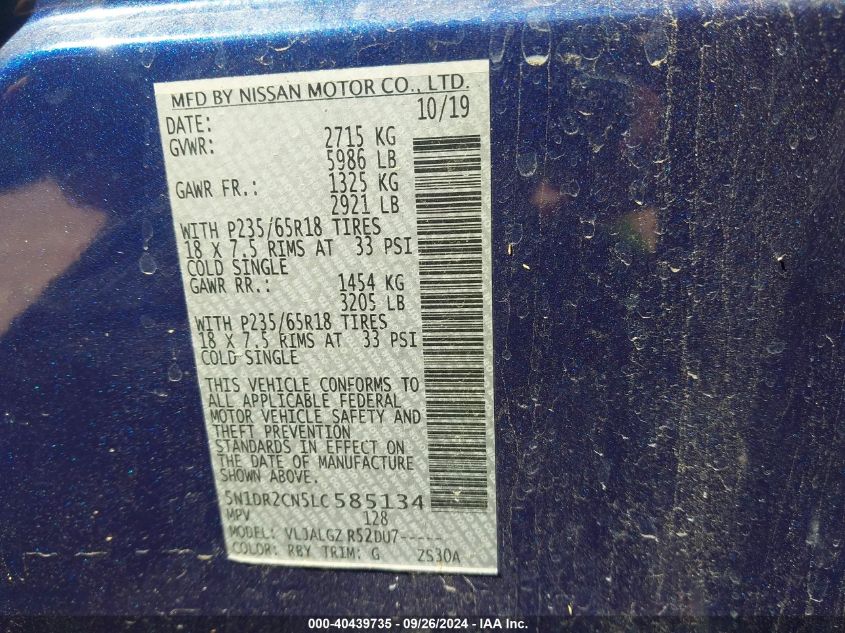 MFD BY NISSAN MOTOR CO., LTD.
DATE: 10/19
GVWR: 2715 KG
5986 LB
GAWR FR.: 1325 KG
2921 LB
WITH P235/65R18 TIRES
18 X 7.5 RIMS AT 33 PSI
COLD SINGLE
GAWR RR.: 1454 KG
3205 LB
WITH P235/65R18 TIRES
18 X 7.5 RIMS AT 33 PSI
COLD SINGLE
THIS VEHICLE CONFORMS TO
ALL APPLICABLE FEDERAL
MOTOR VEHICLE SAFETY AND
THEFT PREVENTION
STANDARDS IN EFFECT ON
THE DATE OF MANUFACTURE
SHOWN ABOVE.
5N1DR2CN5LC585134
MPV 128
MODEL: VLJALGZ R52DU7-----
COLOR: RBY TRIM: G ZS30A
000-40439735 - 09/26/2024 - IAA Inc.